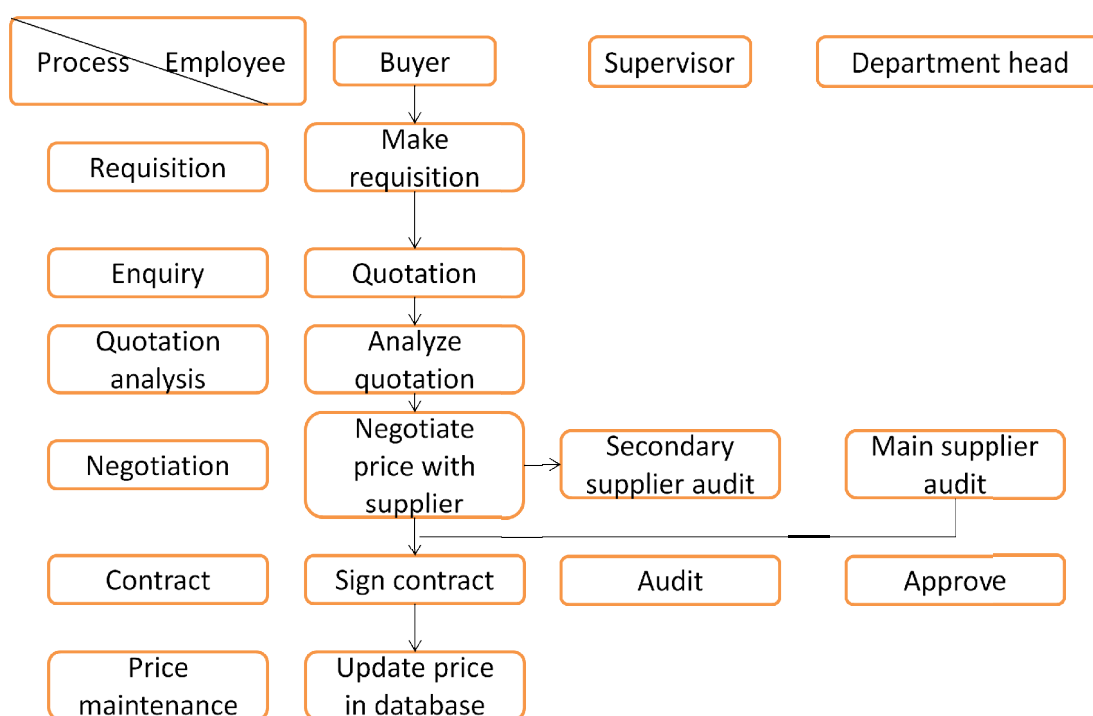 Process Employee
Buyer
Supervisor
Department head
Requisition
Make
requisition
Enquiry
Quotation
Quotation
analysis
Analyze
quotation
Negotiation
Negotiate
price with
supplier
Secondary
supplier audit
Main supplier
audit
Contract
Sign contract
Audit
Approve
Price
maintenance
Update price
in database